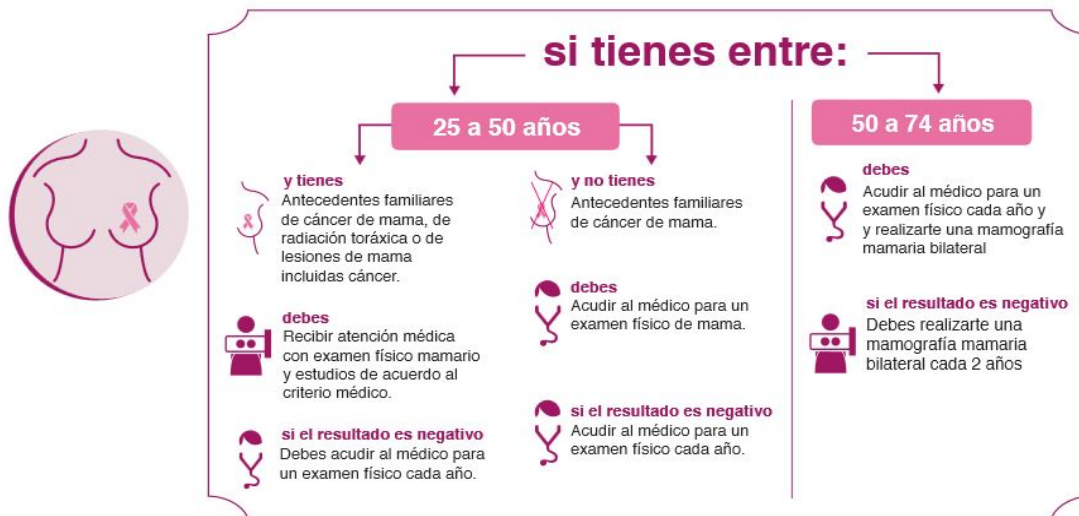 si tienes entre:
25 a 50 años
y tienes
Antecedentes familiares
de cáncer de mama, de
radiación toráxica o de
lesiones de mama
incluidas cáncer.
debes
Recibir atención médica
con examen físico mamario
y estudios de acuerdo al
criterio médico.
si el resultado es negativo
Debes acudir al médico para
un examen físico cada año.
y no tienes
Antecedentes familiares
de cáncer de mama.
debes
Acudir al médico para un
examen físico de mama.
si el resultado es negativo
Acudir al médico para un
examen físico cada año.
50 a 74 años
debes
Acudir al médico para un
examen físico cada año y
y realizarte una mamografía
mamaria bilateral
si el resultado es negativo
Debes realizarte una
mamografía mamaria
bilateral cada 2 años